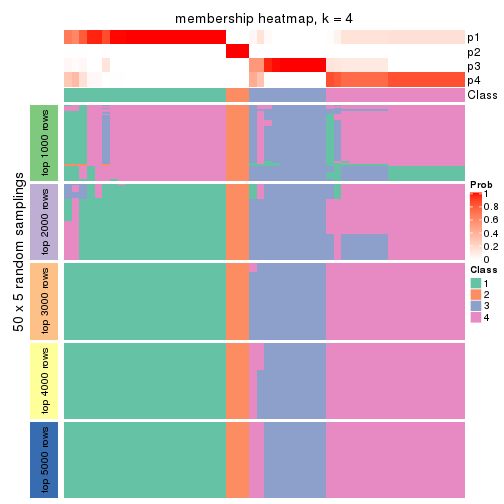 membership heatmap, k = 4
p1
p2
p3
p4
Class
50 x 5 random samplings
top 1000 rows
top 2000 rows
top 3000 rows
top 4000 rows
top 5000 rows
Prob
1
0.8
0.6
0.4
0.2
0
Class
1
2
3
4